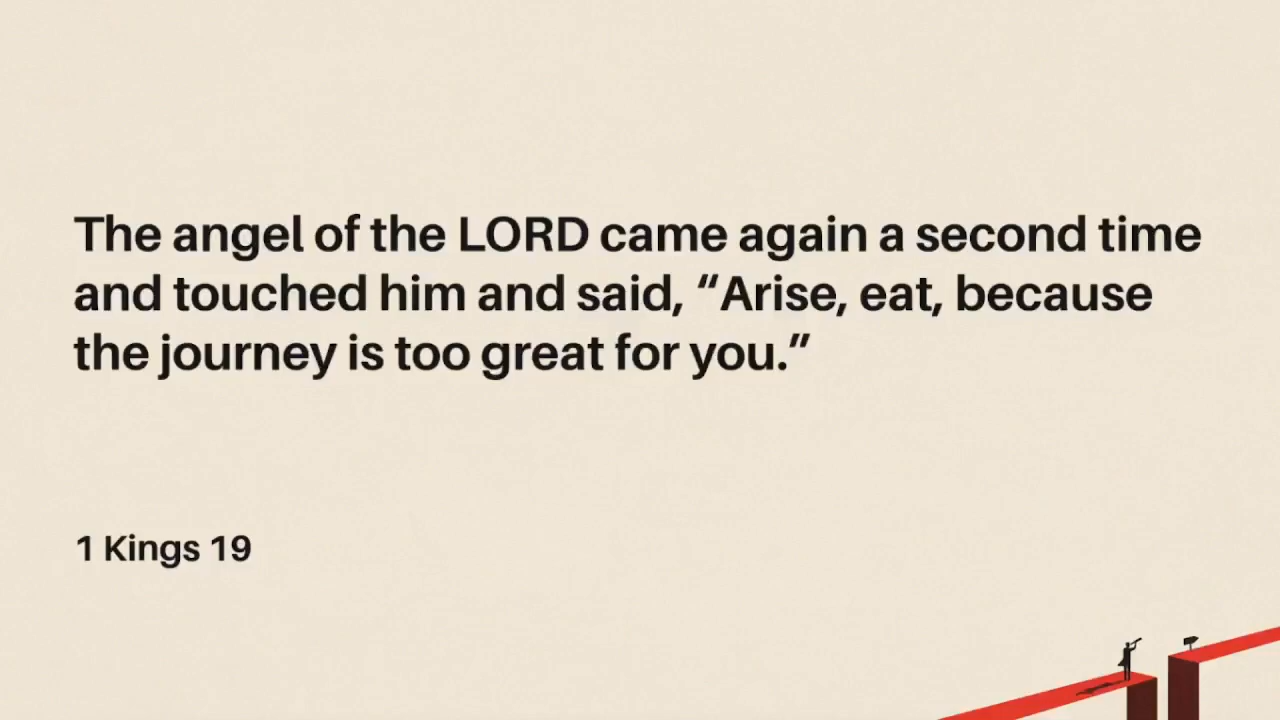 The angel of the LORD came again a second time
and touched him and said, “Arise, eat, because
the journey is too great for you.”
1 Kings 19